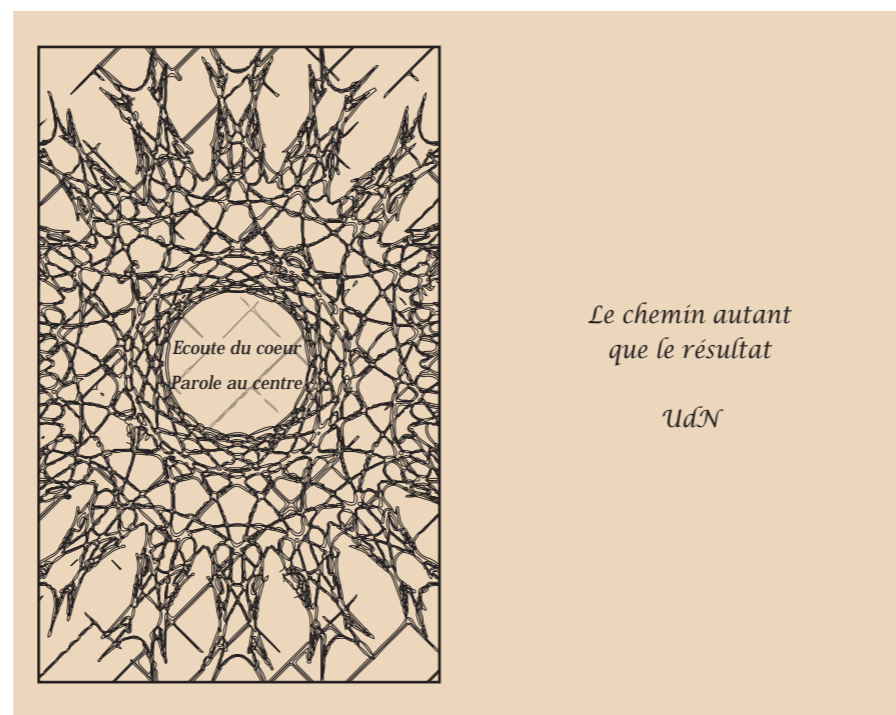 Ecoute du coeur
Parole au centre
Le chemin autant
que le résultat
UdN